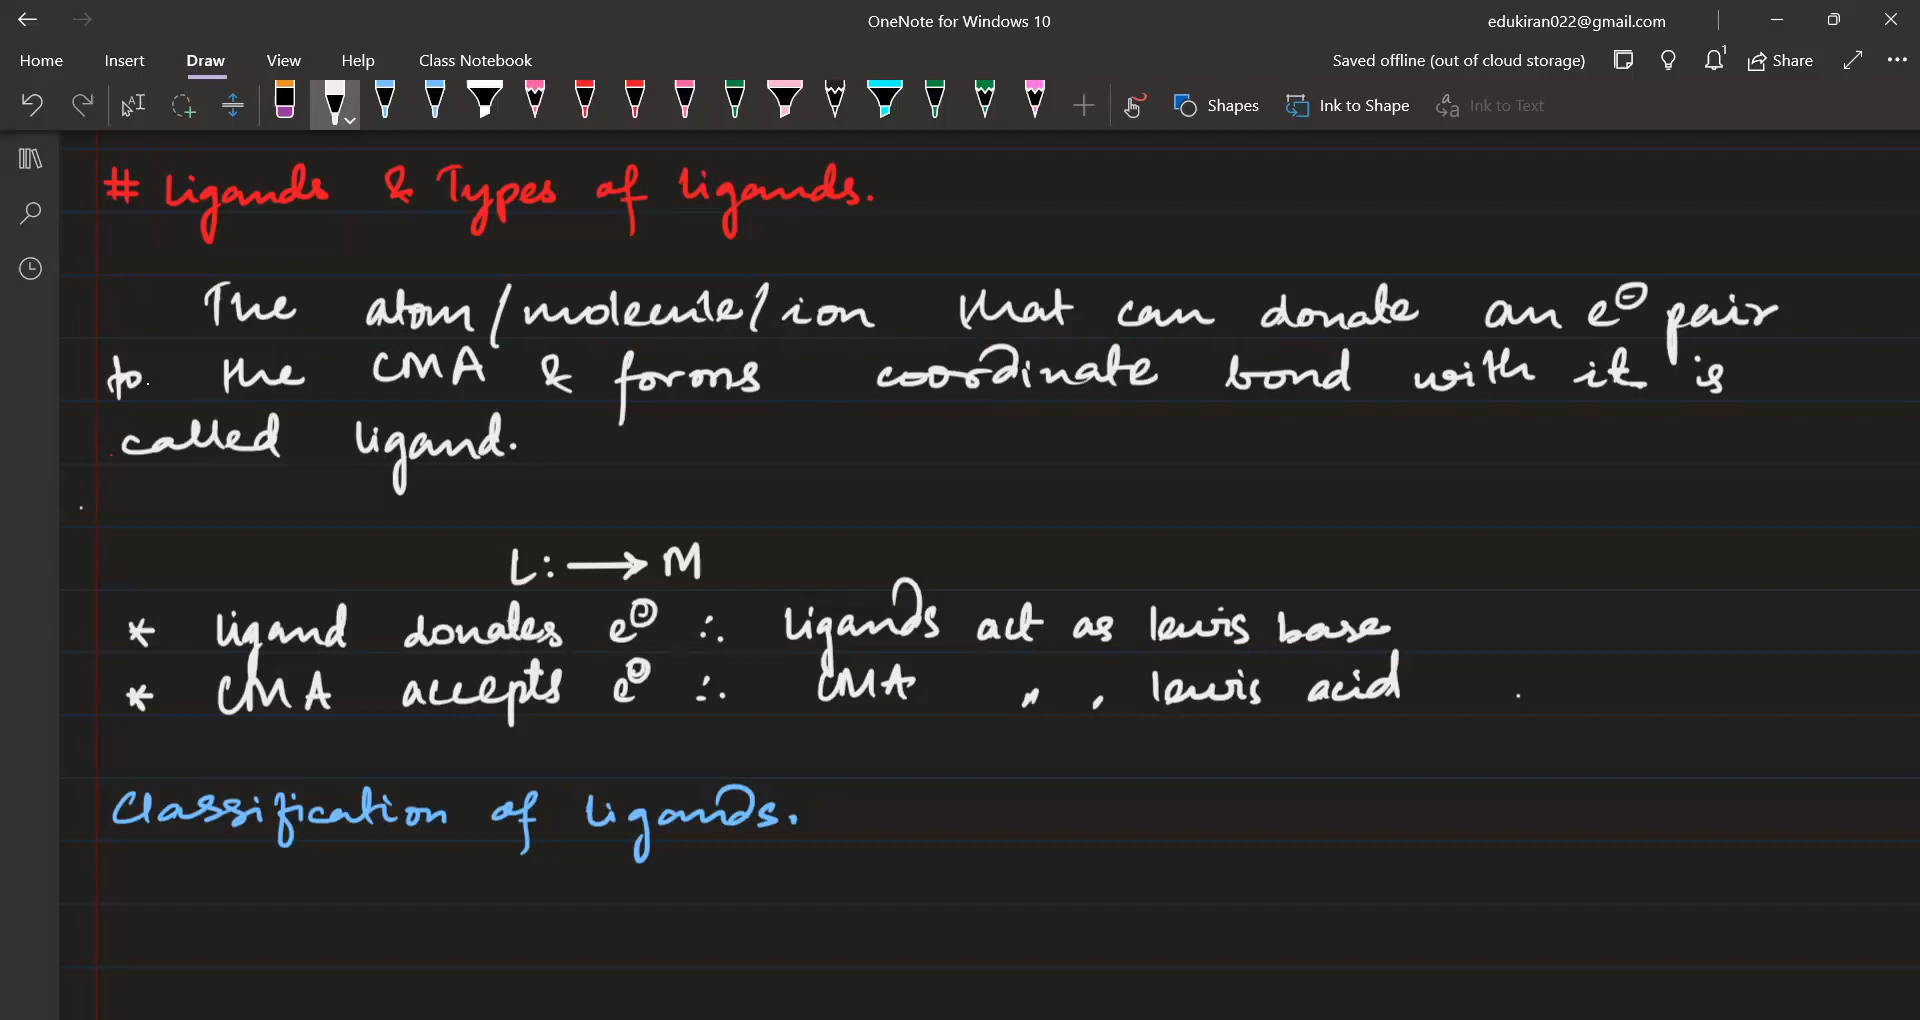 OneNote for Windows 10
edukiran022@gmail.com
Home Insert Draw View Help Class Notebook
Saved offline (out of cloud storage) 1 Share
Shapes Ink to Shape Ink to Text
# Ligands & Types of ligands.
The atom/molecule/ion that can donate an e⊖ pair
to the CMA & forms coordinate bond with it is
called ligand.
L: ⟶ M
* ligand donates e⊖ ∴ ligands act as lewis base
* CMA accepts e⊖ ∴ CMA " , lewis acid
Classification of ligands.